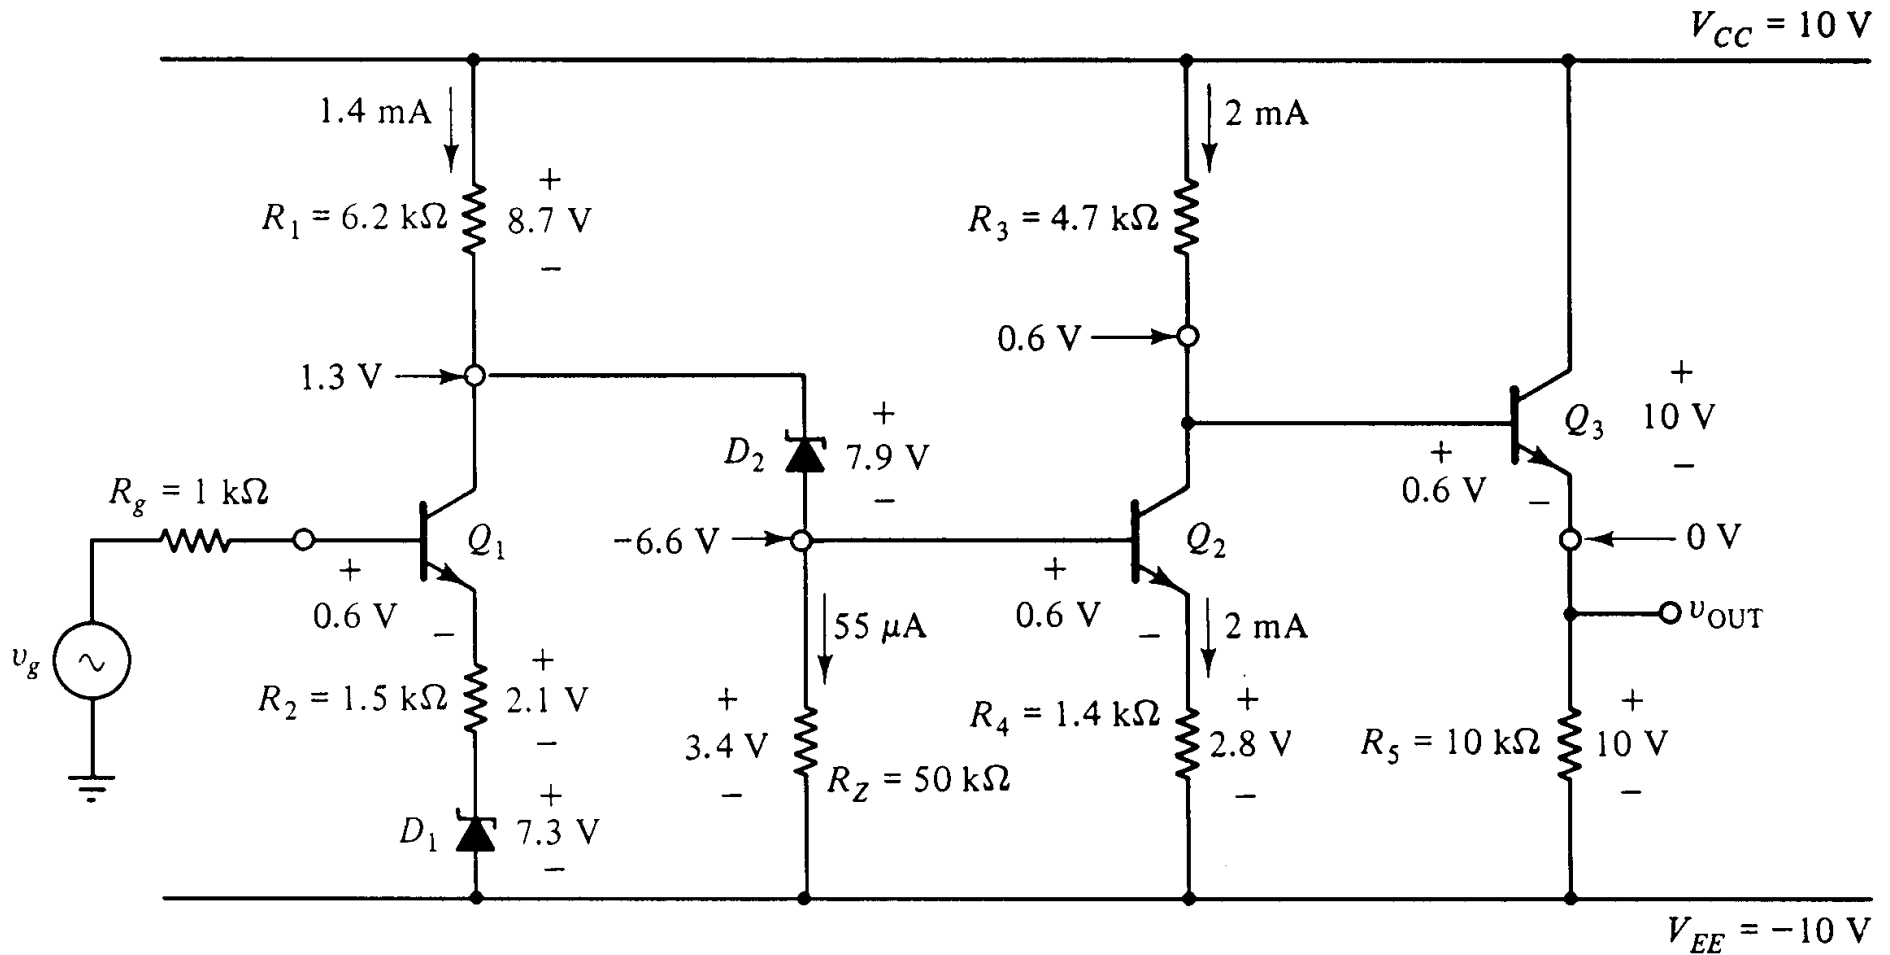 V_CC = 10 V
1.4 mA
2 mA
+
R_1 = 6.2 kΩ
8.7 V
−
R_3 = 4.7 kΩ
1.3 V
0.6 V
D_2
+
7.9 V
−
Q_3
+
10 V
−
+
0.6 V
−
R_g = 1 kΩ
Q_1
+
0.6 V
−
−6.6 V
Q_2
+
0.6 V
−
0 V
v_OUT
v_g
55 μA
2 mA
R_2 = 1.5 kΩ
+
2.1 V
−
+
3.4 V
−
R_Z = 50 kΩ
R_4 = 1.4 kΩ
+
2.8 V
−
R_5 = 10 kΩ
+
10 V
−
D_1
+
7.3 V
−
V_EE = −10 V